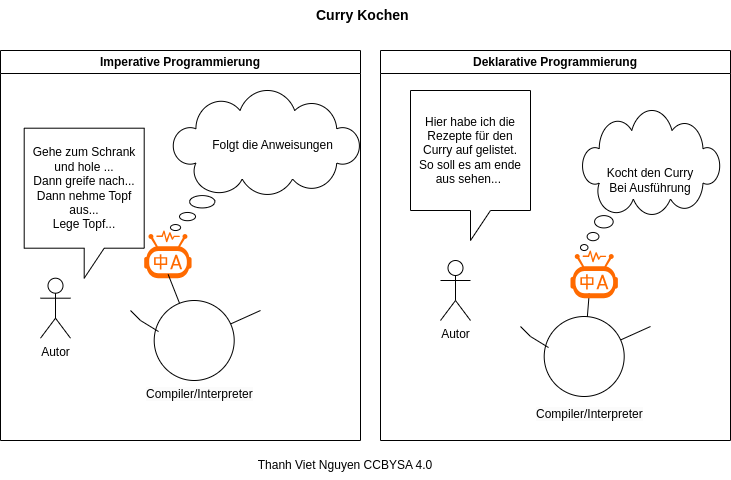 Curry Kochen
Imperative Programmierung
Gehe zum Schrank
und hole ...
Dann greife nach...
Dann nehme Topf
aus...
Lege Topf...
Folgt die Anweisungen
中A
Autor
Compiler/Interpreter
Deklarative Programmierung
Hier habe ich die
Rezepte für den
Curry auf gelistet.
So soll es am ende
aus sehen...
Kocht den Curry
Bei Ausführung
中A
Autor
Compiler/Interpreter
Thanh Viet Nguyen CCBYSA 4.0